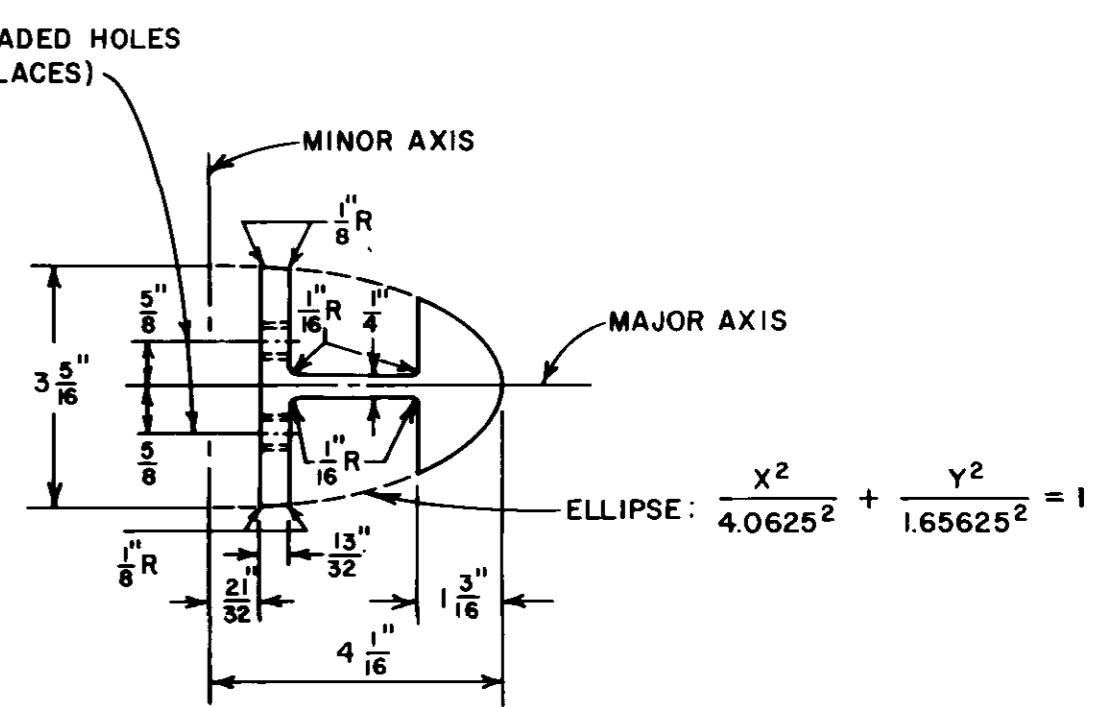 ADED HOLES
LACES)
MINOR AXIS
1/8" R
5/8"
1/16" R
1/4"
MAJOR AXIS
3 5/16"
5/8
1/16" R
ELLIPSE: X²/4.0625² + Y²/1.65625² = 1
1/8" R
13/32"
21/32"
1 3/16"
4 1/16"